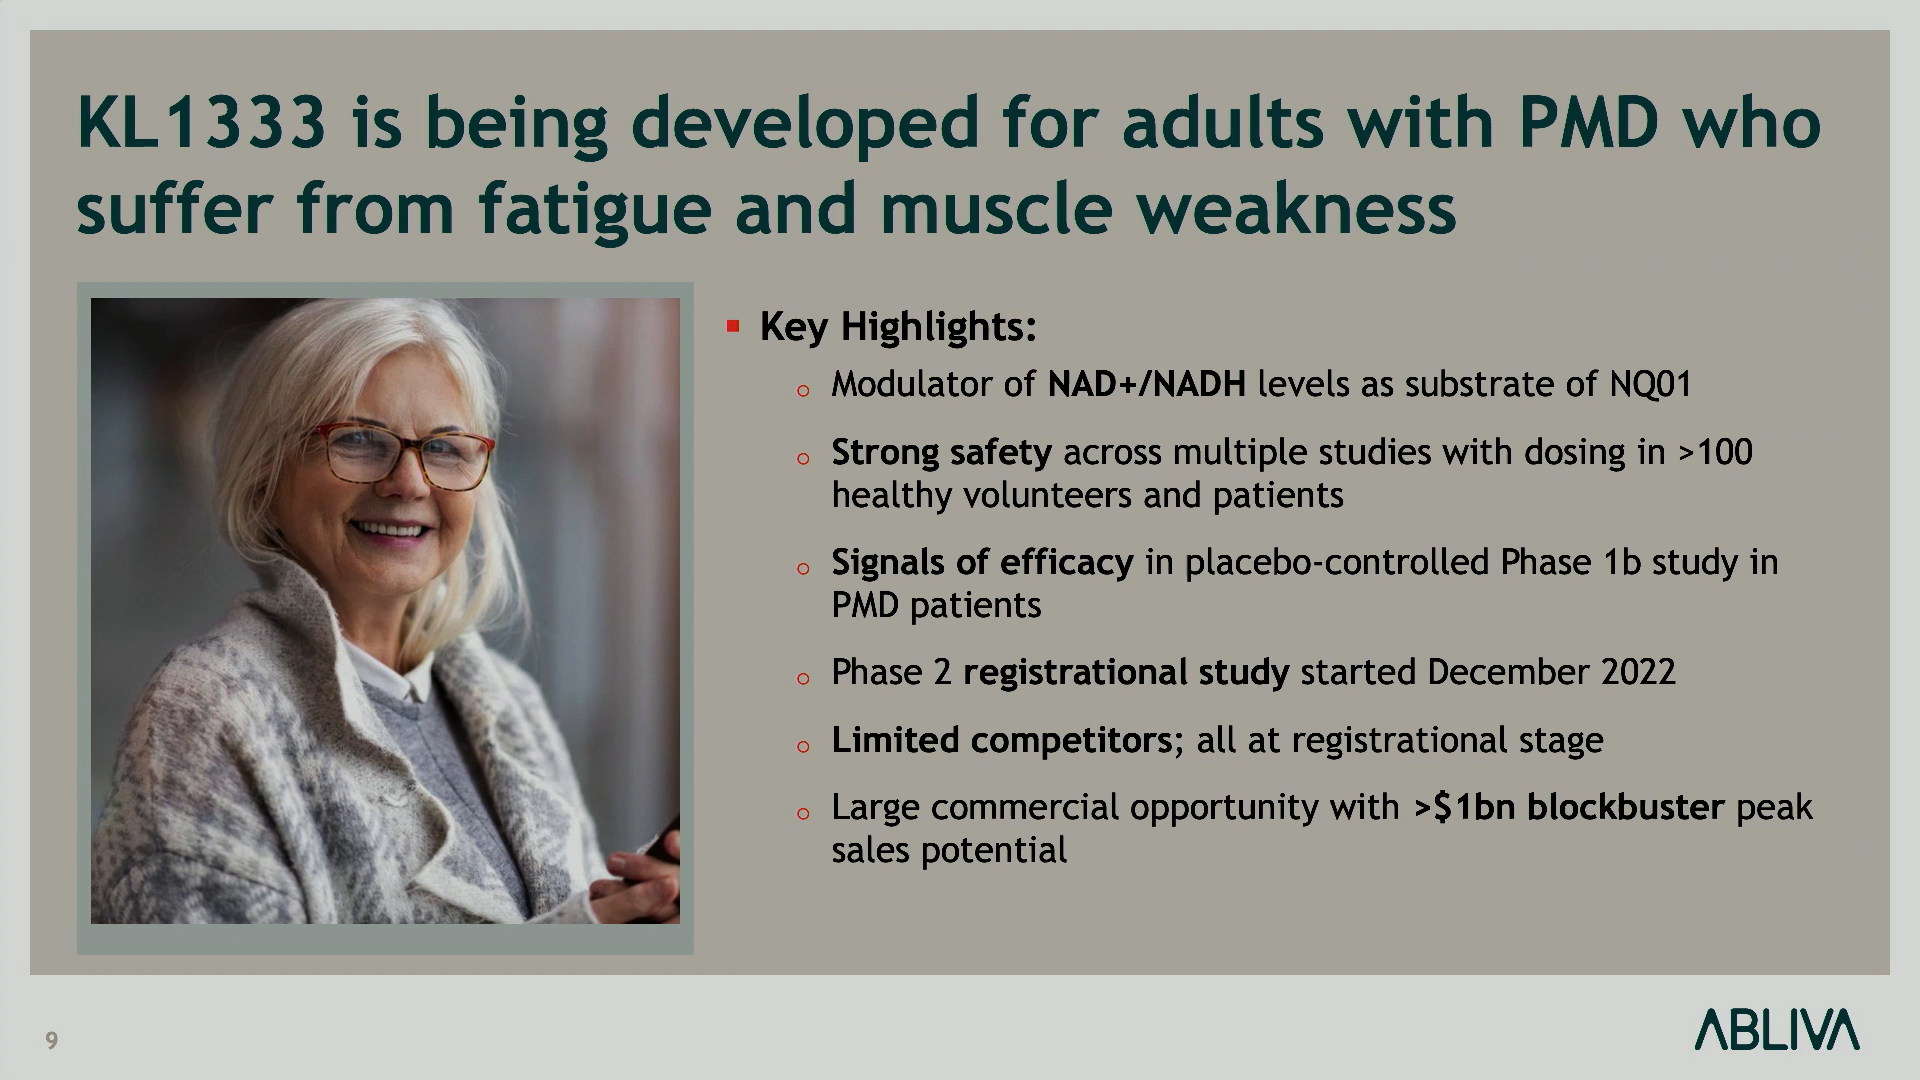 KL1333 is being developed for adults with PMD who
suffer from fatigue and muscle weakness
▪ Key Highlights:
o Modulator of NAD+/NADH levels as substrate of NQ01
o Strong safety across multiple studies with dosing in >100
healthy volunteers and patients
o Signals of efficacy in placebo-controlled Phase 1b study in
PMD patients
o Phase 2 registrational study started December 2022
o Limited competitors; all at registrational stage
o Large commercial opportunity with >$1bn blockbuster peak
sales potential
9
ABLIVA